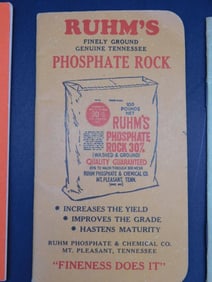 RUHM'S
FINELY GROUND
GENUINE TENNESSEE
PHOSPHATE ROCK
100
POUNDS
NET
RUHM'S
PHOSPHATE
ROCK 30%
(WASHED & GROUND)
QUALITY GUARANTEED
RUHM PHOSPHATE & CHEMICAL CO.
MT. PLEASANT, TENN.
• INCREASES THE YIELD
• IMPROVES THE GRADE
• HASTENS MATURITY
RUHM PHOSPHATE & CHEMICAL CO.
MT. PLEASANT, TENNESSEE
"FINENESS DOES IT"